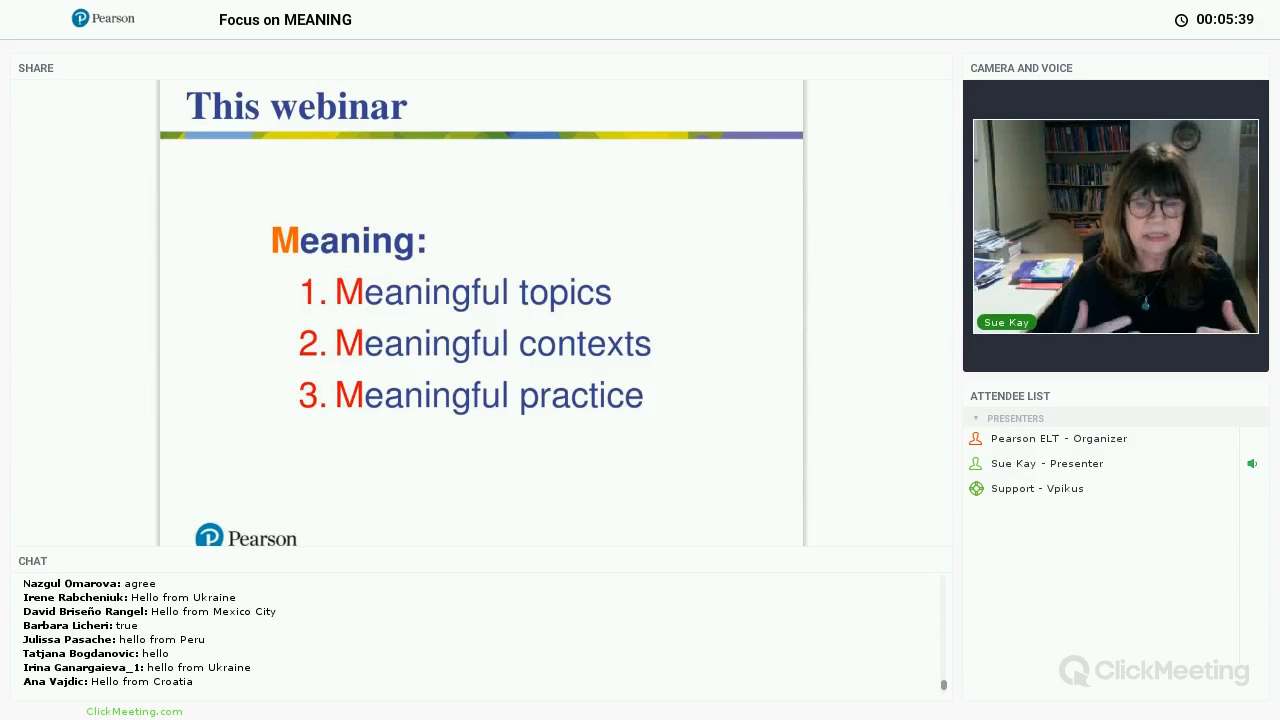 Pearson
Focus on MEANING
00:05:39
SHARE
This webinar
Meaning:
1. Meaningful topics
2. Meaningful contexts
3. Meaningful practice
Pearson
CAMERA AND VOICE
Sue Kay
ATTENDEE LIST
PRESENTERS
Pearson ELT - Organizer
Sue Kay - Presenter
Support - Vpikus
CHAT
Nazgul Omarova: agree
Irene Rabcheniuk: Hello from Ukraine
David Briseño Rangel: Hello from Mexico City
Barbara Licheri: true
Julissa Pasache: hello from Peru
Tatjana Bogdanovic: hello
Irina Ganargaieva_1: hello from Ukraine
Ana Vajdic: Hello from Croatia
ClickMeeting
ClickMeeting.com